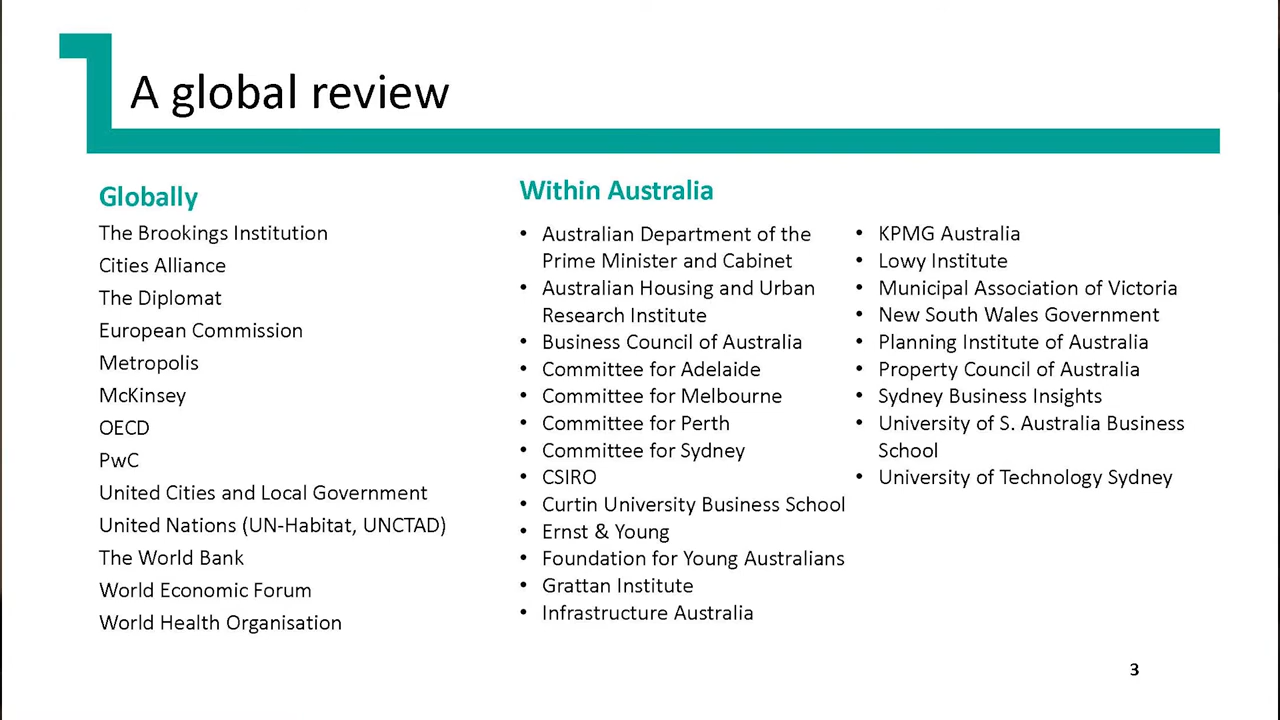 A global review
Globally
The Brookings Institution
Cities Alliance
The Diplomat
European Commission
Metropolis
McKinsey
OECD
PwC
United Cities and Local Government
United Nations (UN-Habitat, UNCTAD)
The World Bank
World Economic Forum
World Health Organisation
Within Australia
• Australian Department of the
Prime Minister and Cabinet
• Australian Housing and Urban
Research Institute
• Business Council of Australia
• Committee for Adelaide
• Committee for Melbourne
• Committee for Perth
• Committee for Sydney
• CSIRO
• Curtin University Business School
• Ernst & Young
• Foundation for Young Australians
• Grattan Institute
• Infrastructure Australia
• KPMG Australia
• Lowy Institute
• Municipal Association of Victoria
• New South Wales Government
• Planning Institute of Australia
• Property Council of Australia
• Sydney Business Insights
• University of S. Australia Business
School
• University of Technology Sydney
3